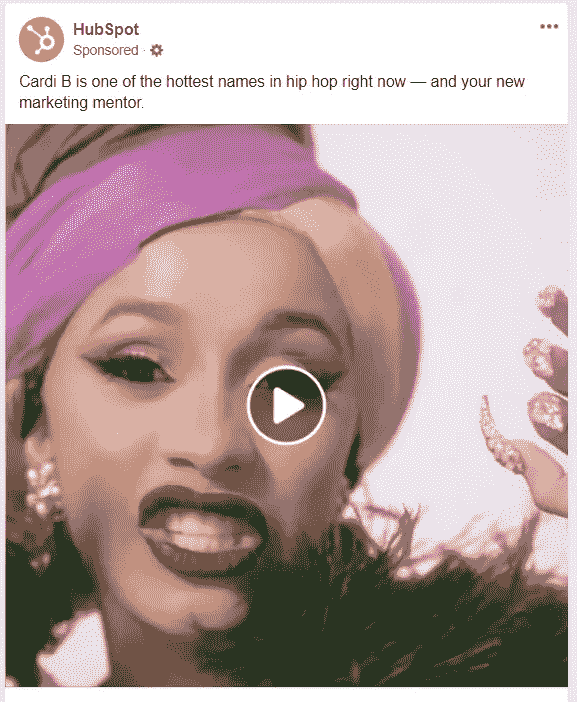 HubSpot
Sponsored ·
Cardi B is one of the hottest names in hip hop right now — and your new
marketing mentor.